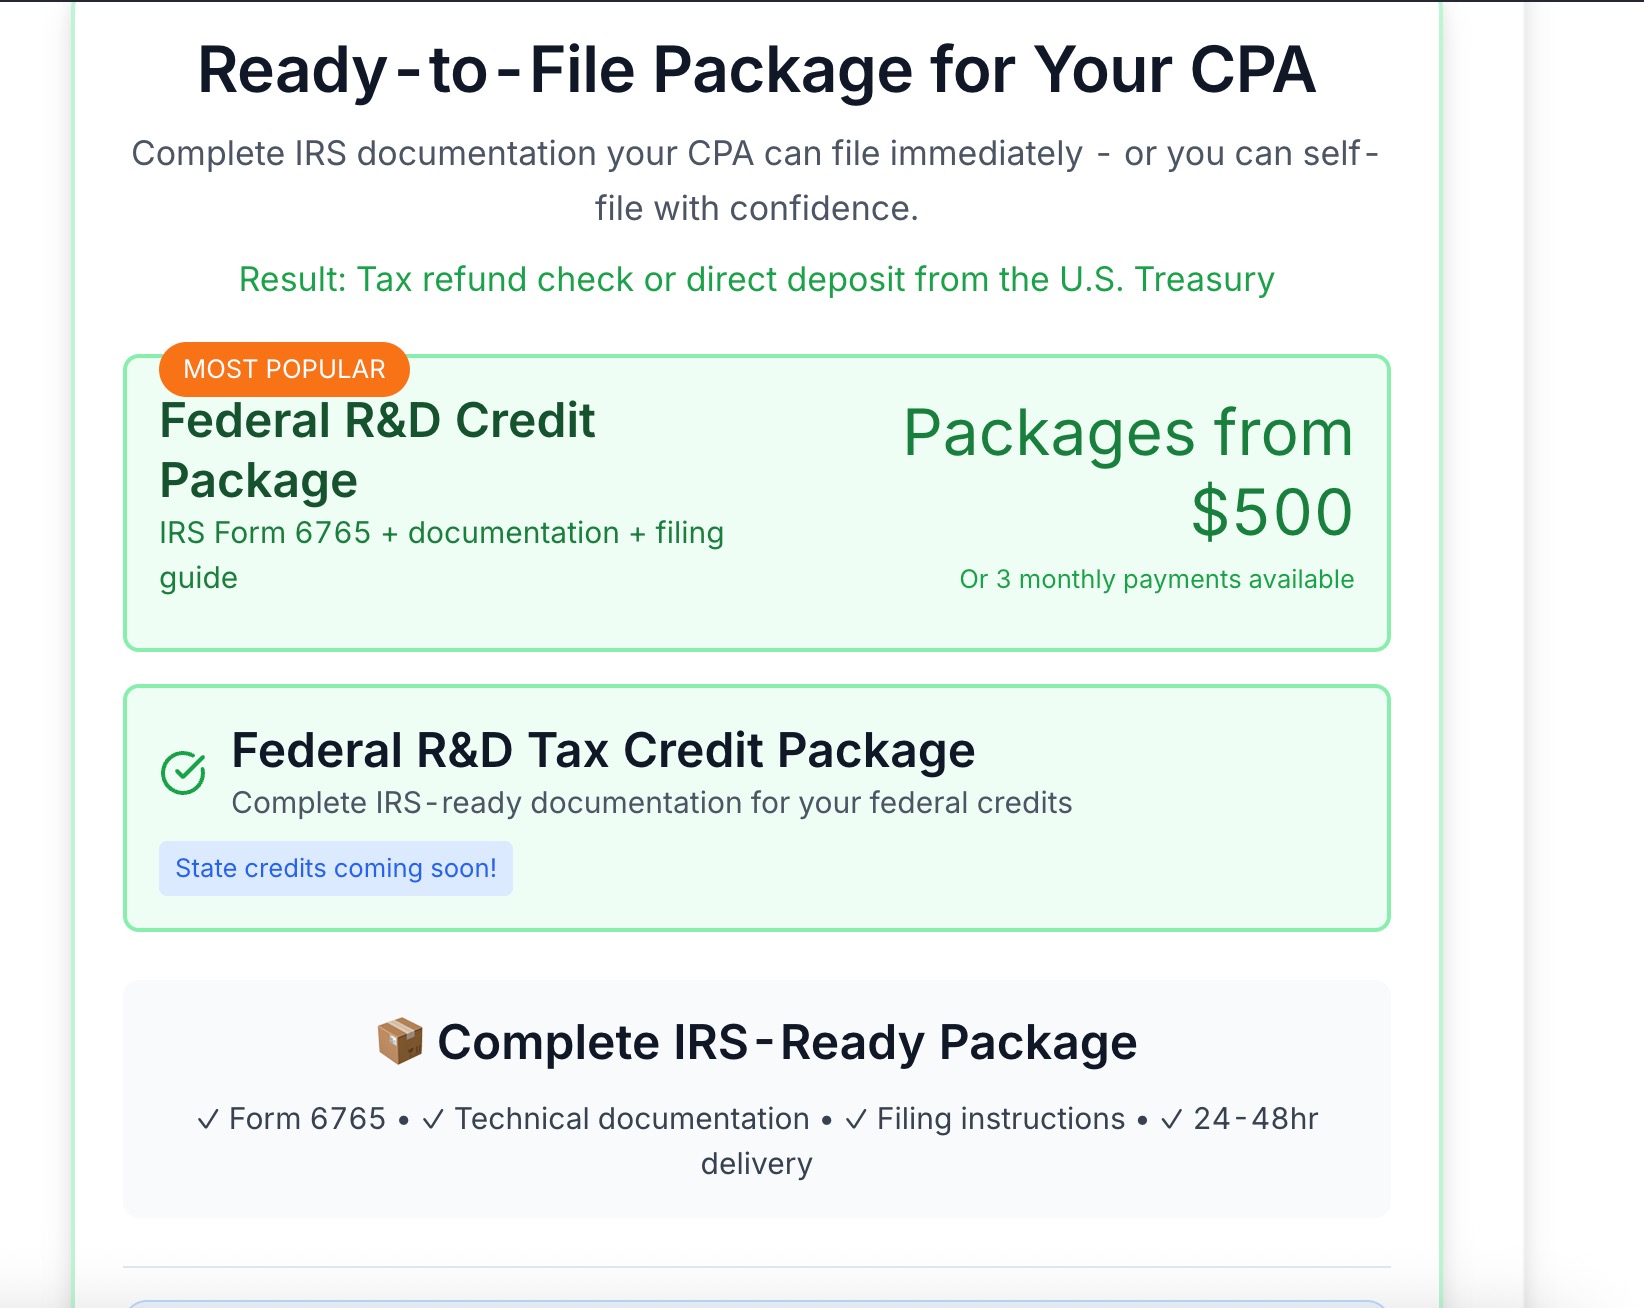 Ready-to-File Package for Your CPA
Complete IRS documentation your CPA can file immediately - or you can self-
file with confidence.
Result: Tax refund check or direct deposit from the U.S. Treasury
MOST POPULAR
Federal R&D Credit
Package
IRS Form 6765 + documentation + filing
guide
Packages from
$500
Or 3 monthly payments available
Federal R&D Tax Credit Package
Complete IRS-ready documentation for your federal credits
State credits coming soon!
📦 Complete IRS-Ready Package
✓ Form 6765 • ✓ Technical documentation • ✓ Filing instructions • ✓ 24-48hr
delivery